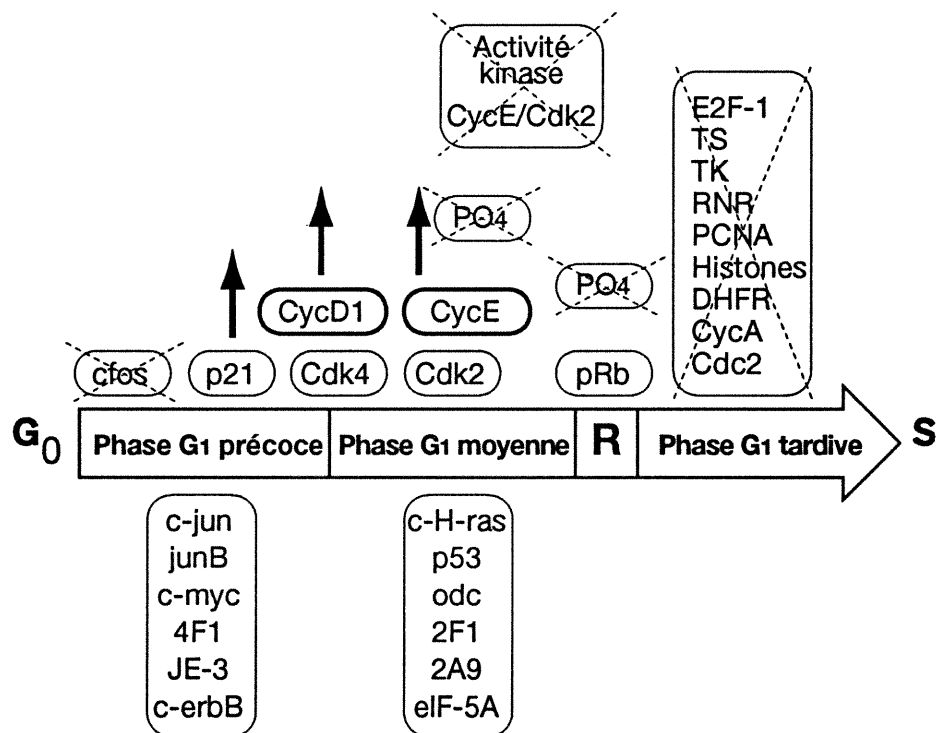 Activité
kinase
CycE/Cdk2
E2F-1
TS
TK
RNR
PCNA
Histones
DHFR
CycA
Cdc2
PO4
PO4
CycD1
CycE
cfos
p21
Cdk4
Cdk2
pRb
G0
Phase G1 précoce
Phase G1 moyenne
R
Phase G1 tardive
S
c-jun
junB
c-myc
4F1
JE-3
c-erbB
c-H-ras
p53
odc
2F1
2A9
eIF-5A